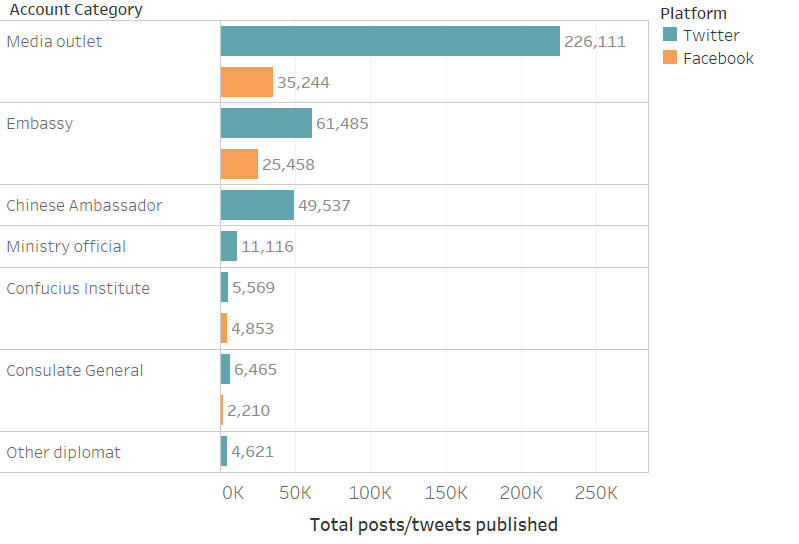 Account Category
Platform
Twitter
Facebook
Media outlet
226,111
35,244
Embassy
61,485
25,458
Chinese Ambassador
49,537
Ministry official
11,116
Confucius Institute
5,569
4,853
Consulate General
6,465
2,210
Other diplomat
4,621
0K 50K 100K 150K 200K 250K
Total posts/tweets published